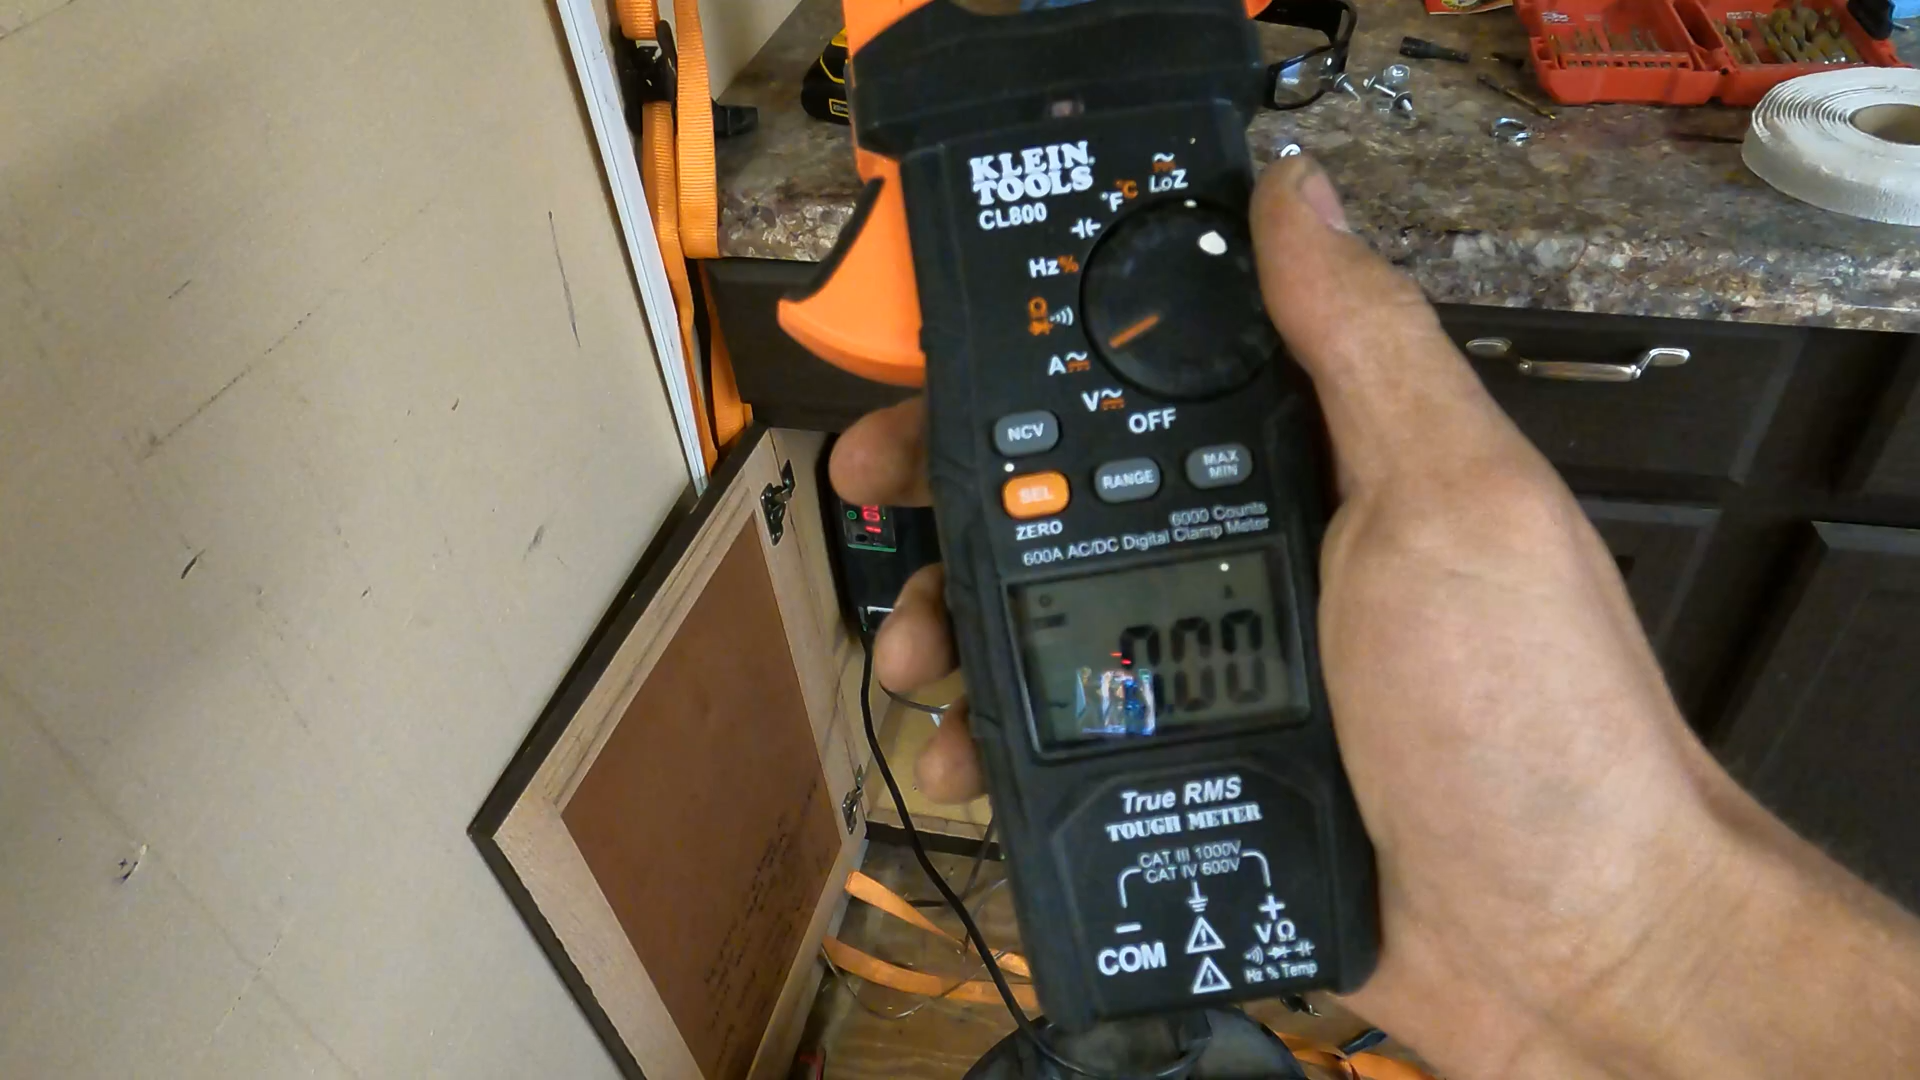 KLEIN
TOOLS
CL800
LoZ
°F °C
Hz%
Ω
A
V
OFF
NCV
SEL
RANGE
MAX
MIN
ZERO
6000 Counts
600A AC/DC Digital Clamp Meter
0.00
True RMS
TOUGH METER
CAT III 1000V
CAT IV 600V
− +
COM
VΩ
Hz % Temp